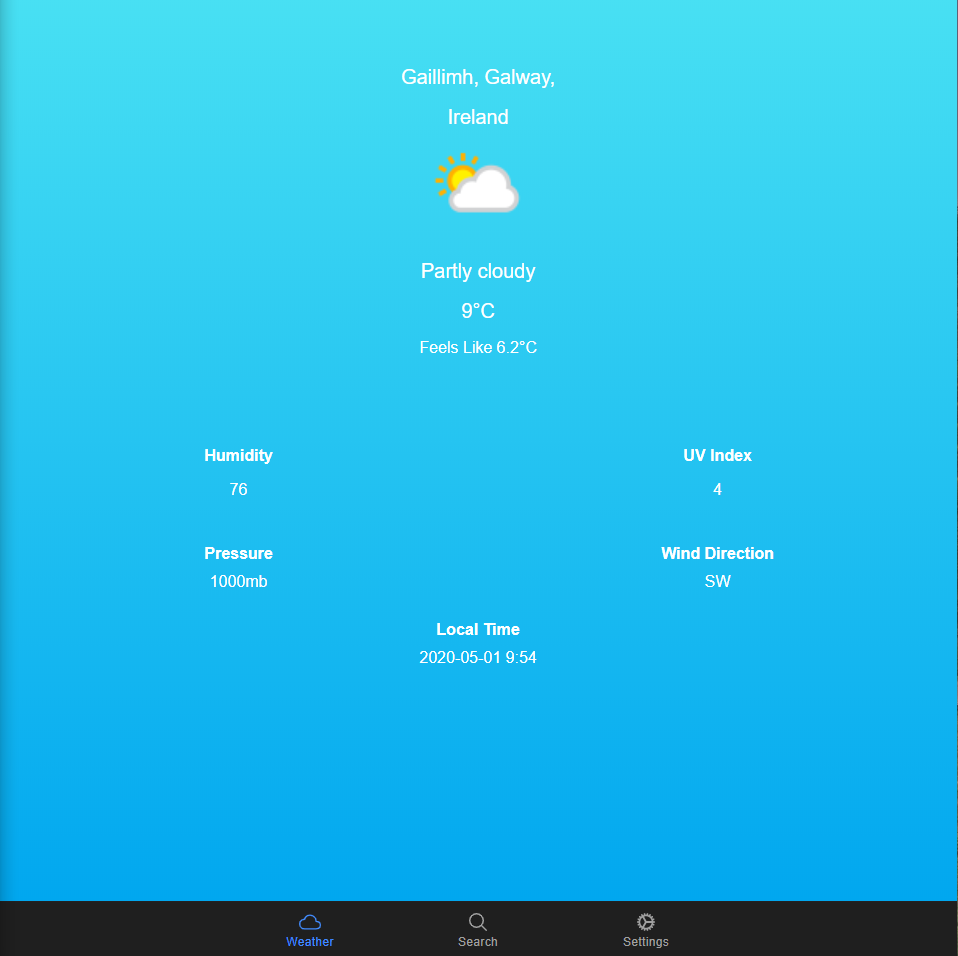 Gaillimh, Galway,
Ireland
Partly cloudy
9°C
Feels Like 6.2°C
Humidity
76
UV Index
4
Pressure
1000mb
Wind Direction
SW
Local Time
2020-05-01 9:54
Weather
Search
Settings